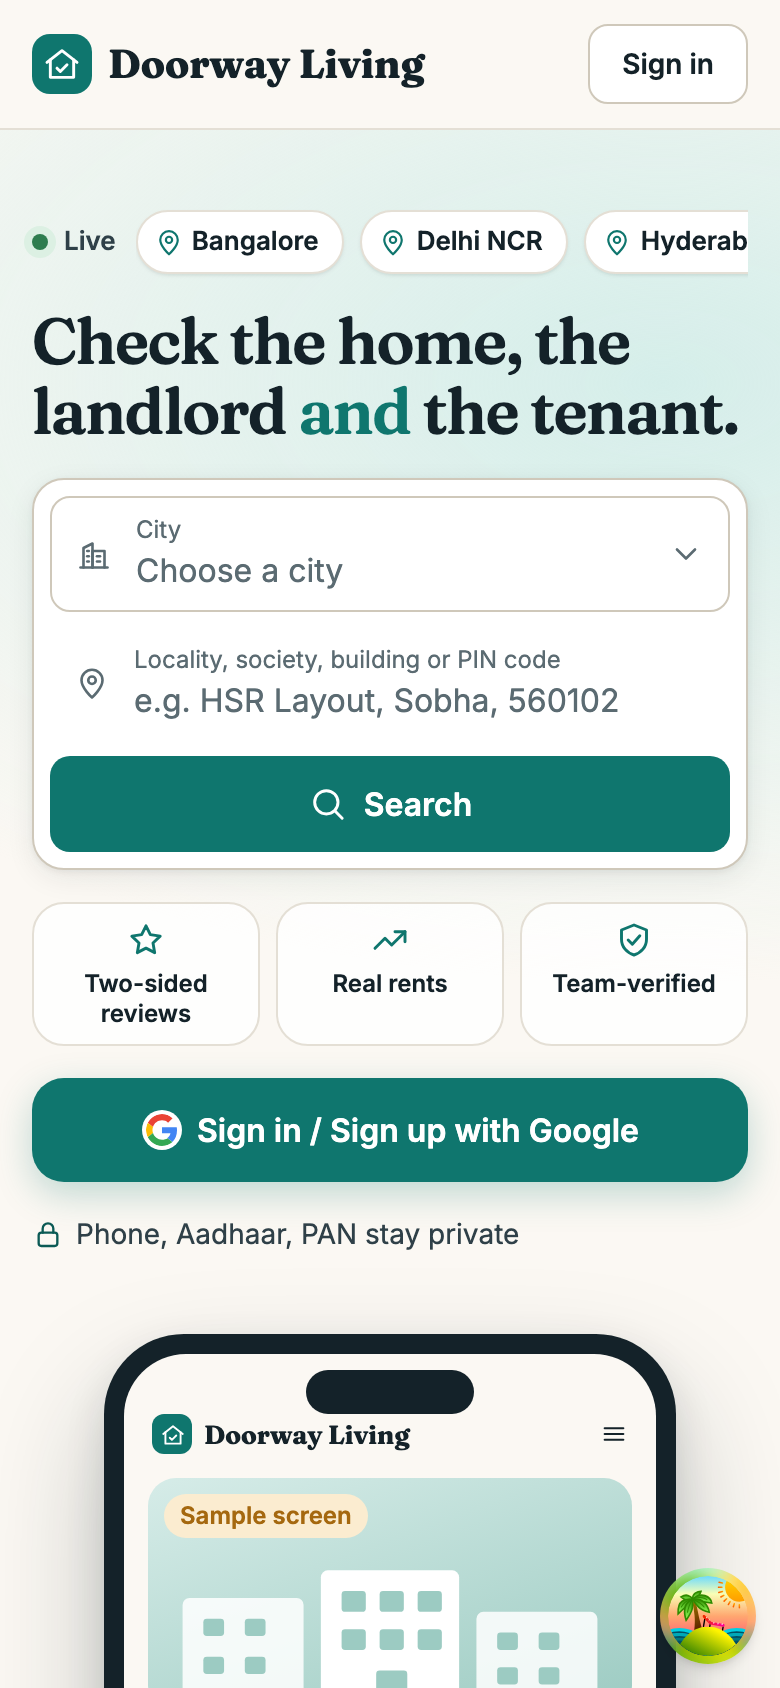 Doorway Living
Sign in
Live
Bangalore
Delhi NCR
Hyderab
Check the home, the
landlord and the tenant.
City
Choose a city
Locality, society, building or PIN code
e.g. HSR Layout, Sobha, 560102
Search
Two-sided
reviews
Real rents
Team-verified
Sign in / Sign up with Google
Phone, Aadhaar, PAN stay private
Doorway Living
Sample screen